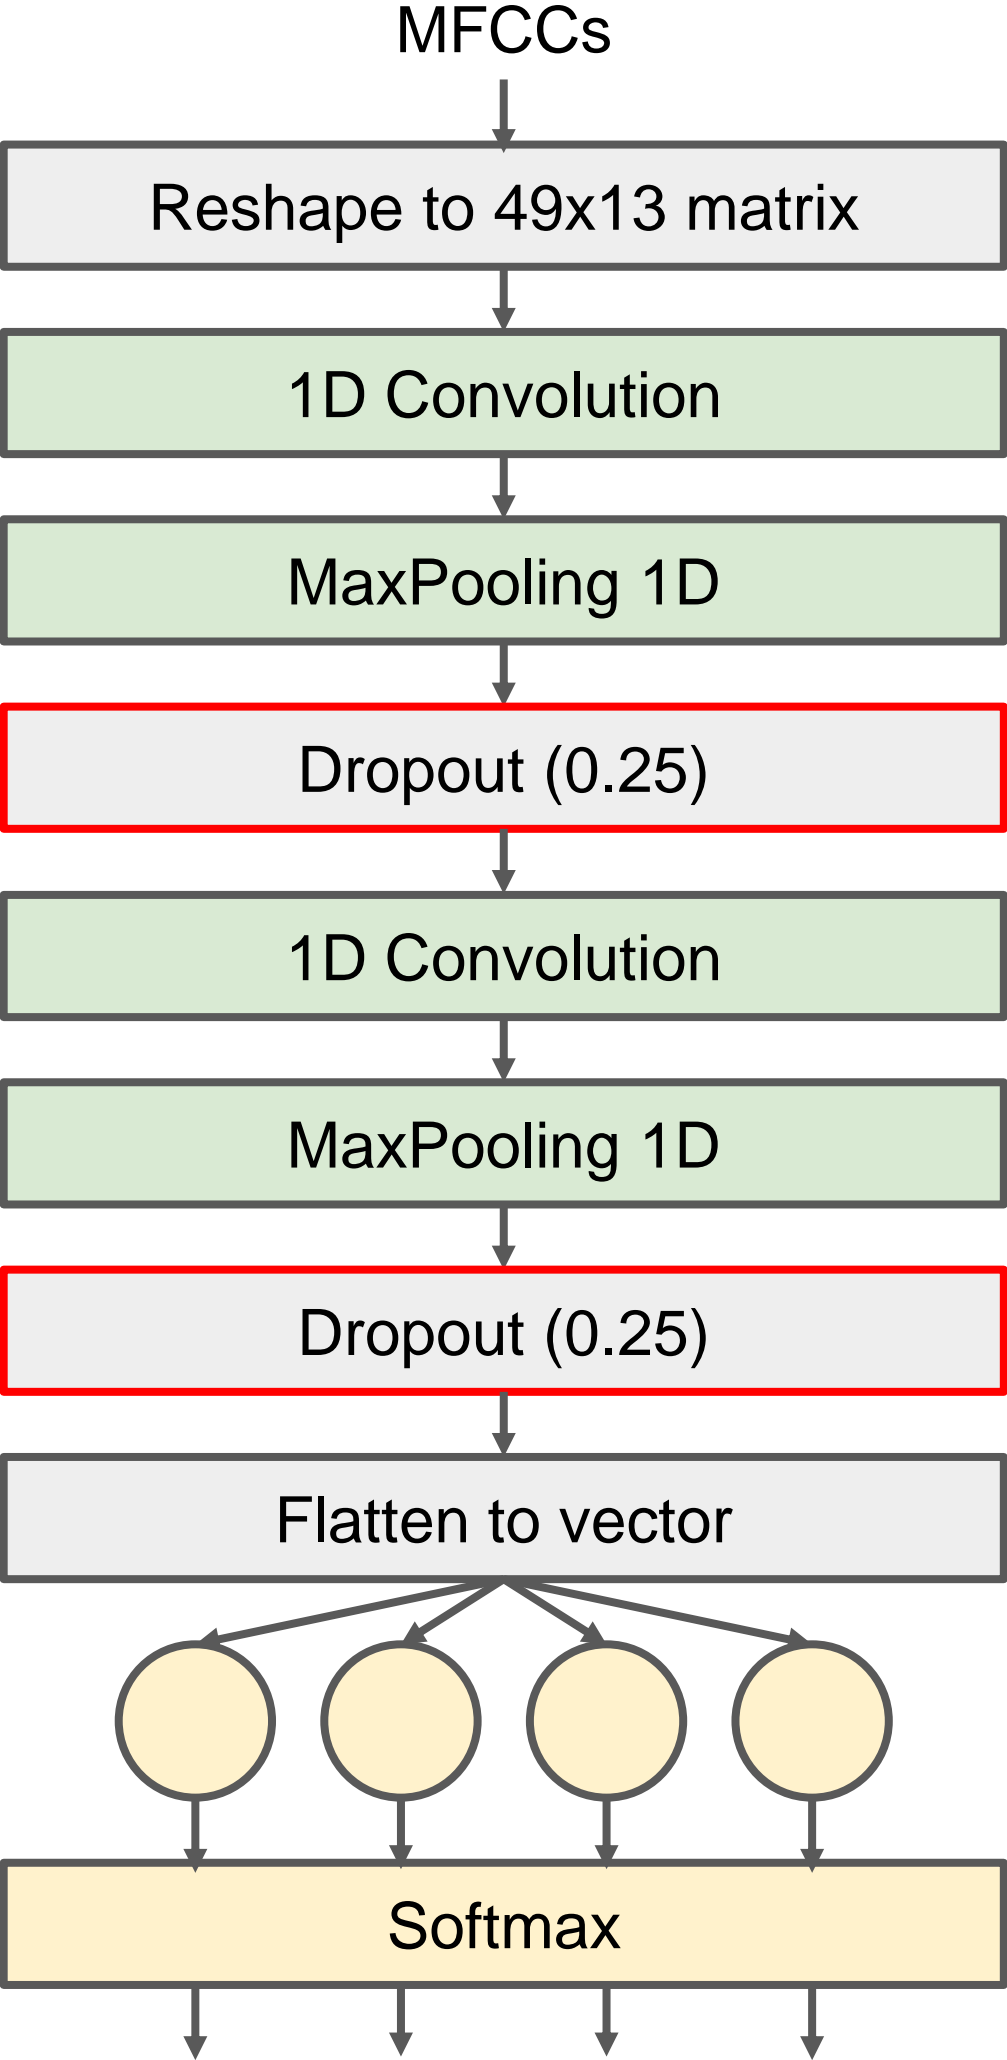 MFCCs
Reshape to 49x13 matrix
1D Convolution
MaxPooling 1D
Dropout (0.25)
1D Convolution
MaxPooling 1D
Dropout (0.25)
Flatten to vector
Softmax